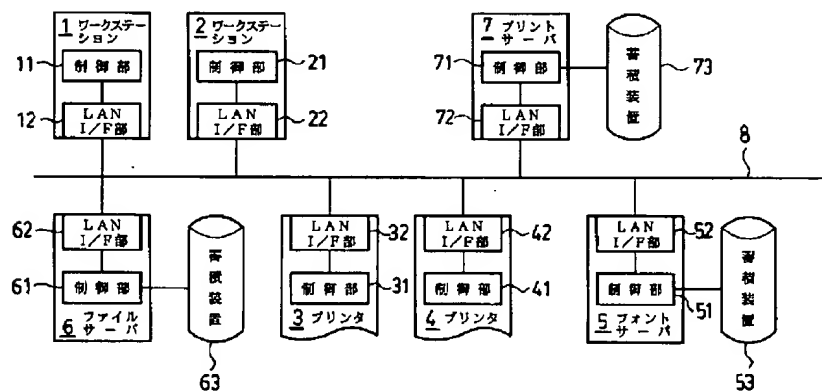 1 ワークステーション
11
制御部
12
LAN I/F部
2 ワークステーション
21
制御部
22
LAN I/F部
7 プリントサーバ
71
制御部
72
LAN I/F部
蓄積装置
73
8
62
LAN I/F部
61
制御部
6 ファイルサーバ
蓄積装置
63
LAN I/F部
32
制御部
31
3 プリンタ
LAN I/F部
42
制御部
41
4 プリンタ
LAN I/F部
52
制御部
51
5 フォントサーバ
蓄積装置
53